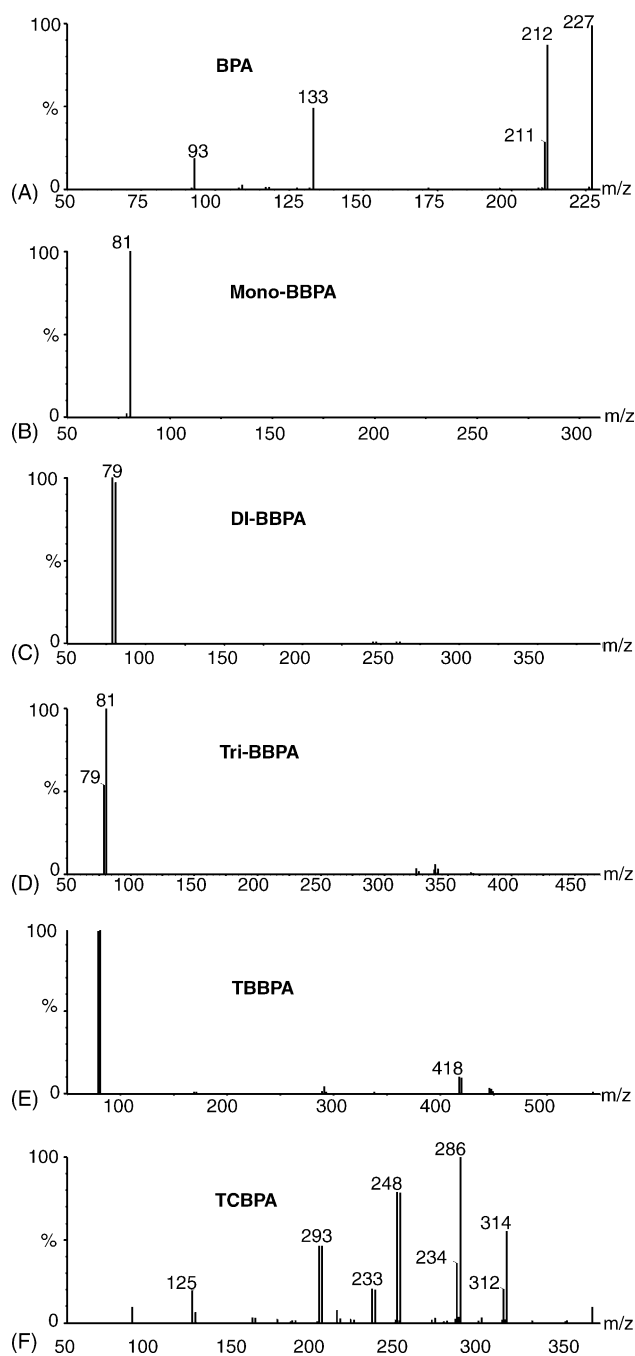 100
227
212
BPA
133
%
211
93
0
(A)
50 75 100 125 150 175 200 225 m/z
81
100
Mono-BBPA
%
0
(B)
50 100 150 200 250 300 m/z
79
100
DI-BBPA
%
0
(C)
50 100 150 200 250 300 350 m/z
81
100
Tri-BBPA
79
%
0
(D)
50 100 150 200 250 300 350 400 450 m/z
100
TBBPA
%
418
0
(E)
100 200 300 400 500 m/z
286
100
248
TCBPA
314
293
%
234
233
125
312
0
(F)
50 100 150 200 250 300 350 m/z